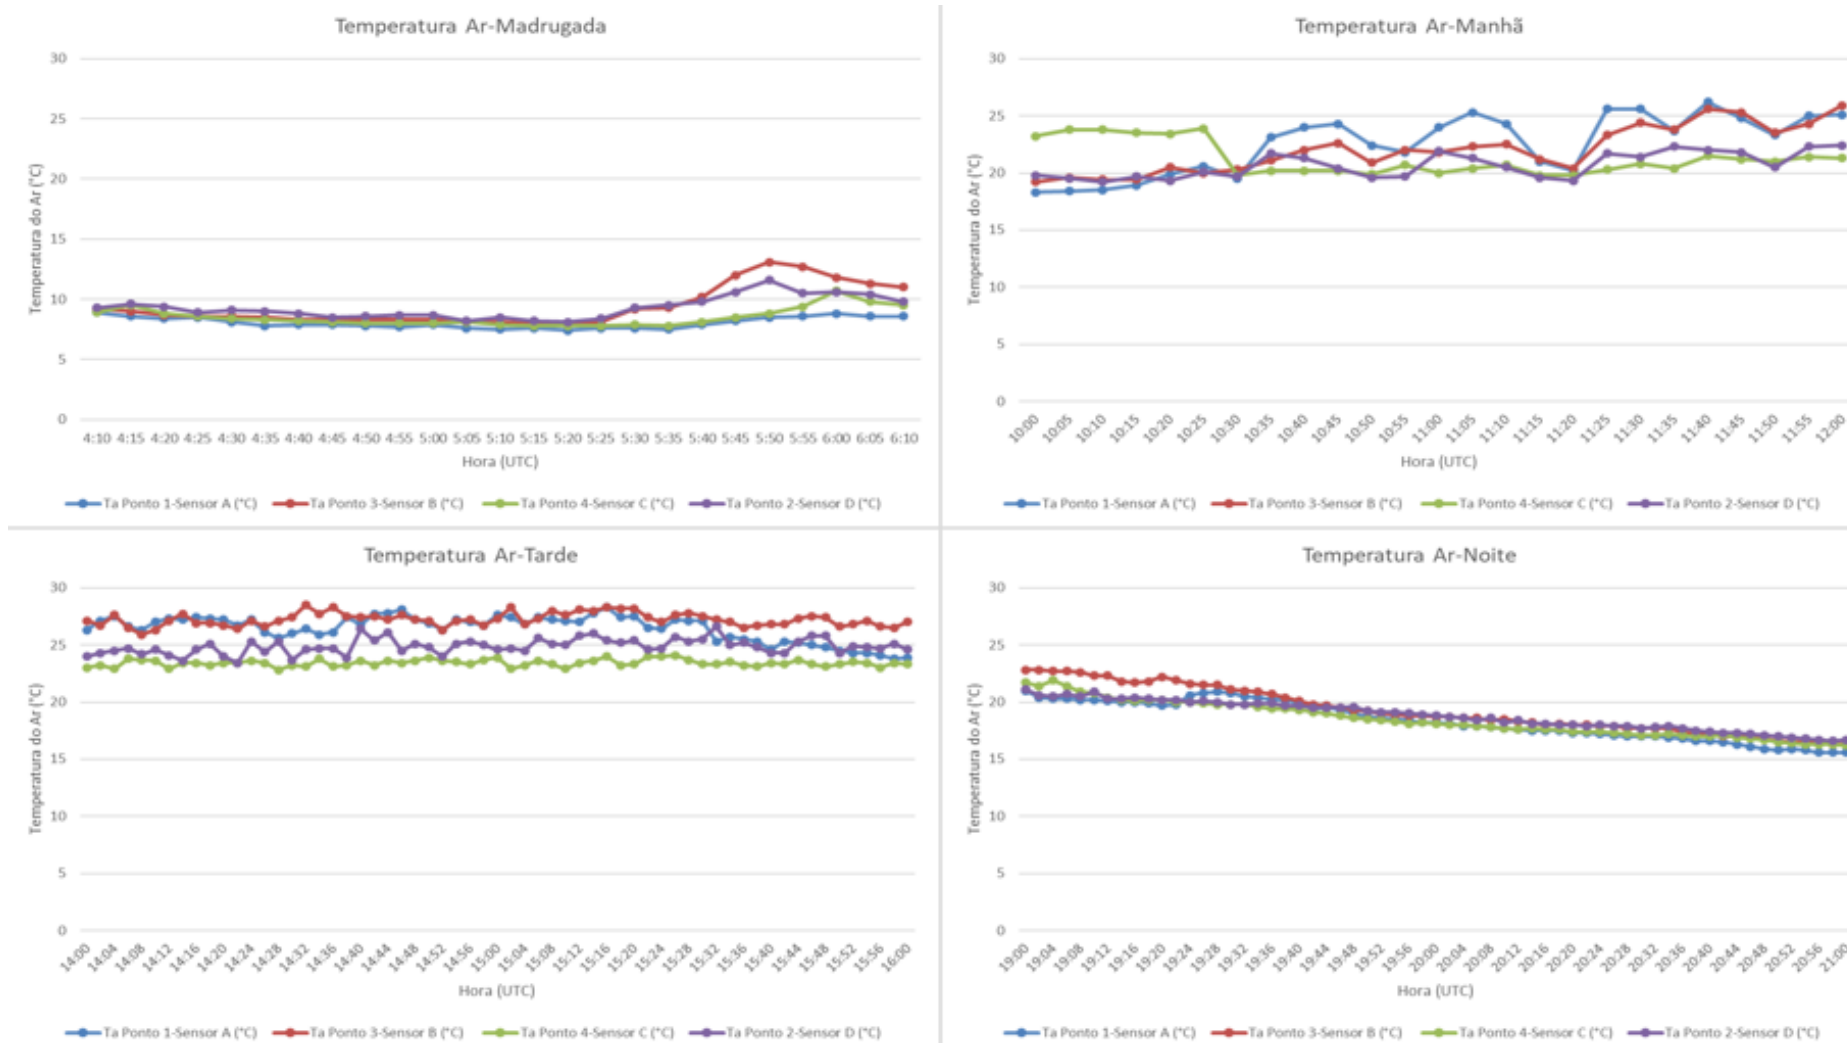 Temperatura Ar-Madrugada
30
25
20
15
10
5
0
Temperatura do Ar (°C)
4:10 4:15 4:20 4:25 4:30 4:35 4:40 4:45 4:50 4:55 5:00 5:05 5:10 5:15 5:20 5:25 5:30 5:35 5:40 5:45 5:50 5:55 6:00 6:05 6:10
Hora (UTC)
Ta Ponto 1-Sensor A (°C) Ta Ponto 3-Sensor B (°C) Ta Ponto 4-Sensor C (°C) Ta Ponto 2-Sensor D (°C)
Temperatura Ar-Manhã
30
25
20
15
10
5
0
Temperatura do Ar (°C)
10:00 10:05 10:10 10:15 10:20 10:25 10:30 10:35 10:40 10:45 10:50 10:55 11:00 11:05 11:10 11:15 11:20 11:25 11:30 11:35 11:40 11:45 11:50 11:55 12:00
Hora (UTC)
Ta Ponto 1-Sensor A (°C) Ta Ponto 3-Sensor B (°C) Ta Ponto 4-Sensor C (°C) Ta Ponto 2-Sensor D (°C)
Temperatura Ar-Tarde
30
25
20
15
10
5
0
Temperatura do Ar (°C)
14:00 14:04 14:08 14:12 14:16 14:20 14:24 14:28 14:32 14:36 14:40 14:44 14:48 14:52 14:56 15:00 15:04 15:08 15:12 15:16 15:20 15:24 15:28 15:32 15:36 15:40 15:44 15:48 15:52 15:56 16:00
Hora (UTC)
Ta Ponto 1-Sensor A (°C) Ta Ponto 3-Sensor B (°C) Ta Ponto 4-Sensor C (°C) Ta Ponto 2-Sensor D (°C)
Temperatura Ar-Noite
30
25
20
15
10
5
0
Temperatura do Ar (°C)
19:00 19:04 19:08 19:12 19:16 19:20 19:24 19:28 19:32 19:36 19:40 19:44 19:48 19:52 19:56 20:00 20:04 20:08 20:12 20:16 20:20 20:24 20:28 20:32 20:36 20:40 20:44 20:48 20:52 20:56 21:00
Hora (UTC)
Ta Ponto 1-Sensor A (°C) Ta Ponto 3-Sensor B (°C) Ta Ponto 4-Sensor C (°C) Ta Ponto 2-Sensor D (°C)